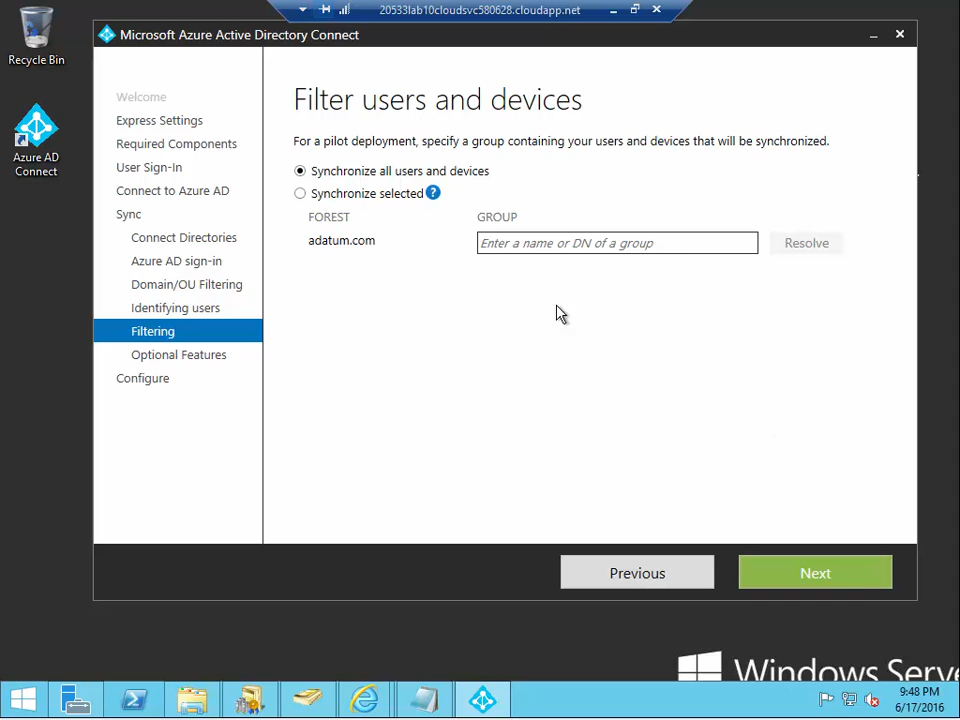 20533lab10cloudsvc580628.cloudapp.net
Recycle Bin
Azure AD
Connect
Microsoft Azure Active Directory Connect
Welcome
Express Settings
Required Components
User Sign-In
Connect to Azure AD
Sync
Connect Directories
Azure AD sign-in
Domain/OU Filtering
Identifying users
Filtering
Optional Features
Configure
Filter users and devices
For a pilot deployment, specify a group containing your users and devices that will be synchronized.
Synchronize all users and devices
Synchronize selected ?
FOREST GROUP
adatum.com Enter a name or DN of a group Resolve
Previous Next
Windows Serve
9:48 PM
6/17/2016